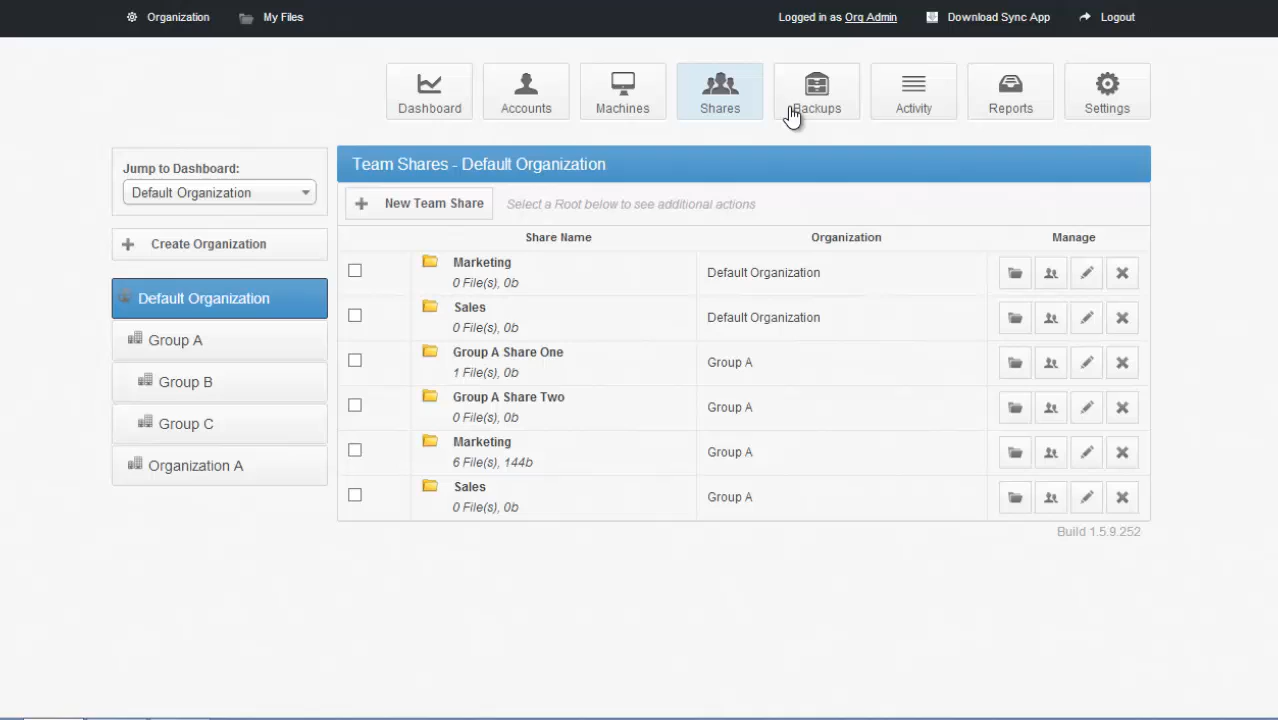 Organization My Files Logged in as Org Admin Download Sync App Logout
Dashboard Accounts Machines Shares Backups Activity Reports Settings
Jump to Dashboard:
Default Organization
Create Organization
Default Organization
Group A
Group B
Group C
Organization A
Team Shares - Default Organization
New Team Share Select a Root below to see additional actions
Share Name Organization Manage
Marketing
0 File(s), 0b
Default Organization
Sales
0 File(s), 0b
Default Organization
Group A Share One
1 File(s), 0b
Group A
Group A Share Two
0 File(s), 0b
Group A
Marketing
6 File(s), 144b
Group A
Sales
0 File(s), 0b
Group A
Build 1.5.9.252